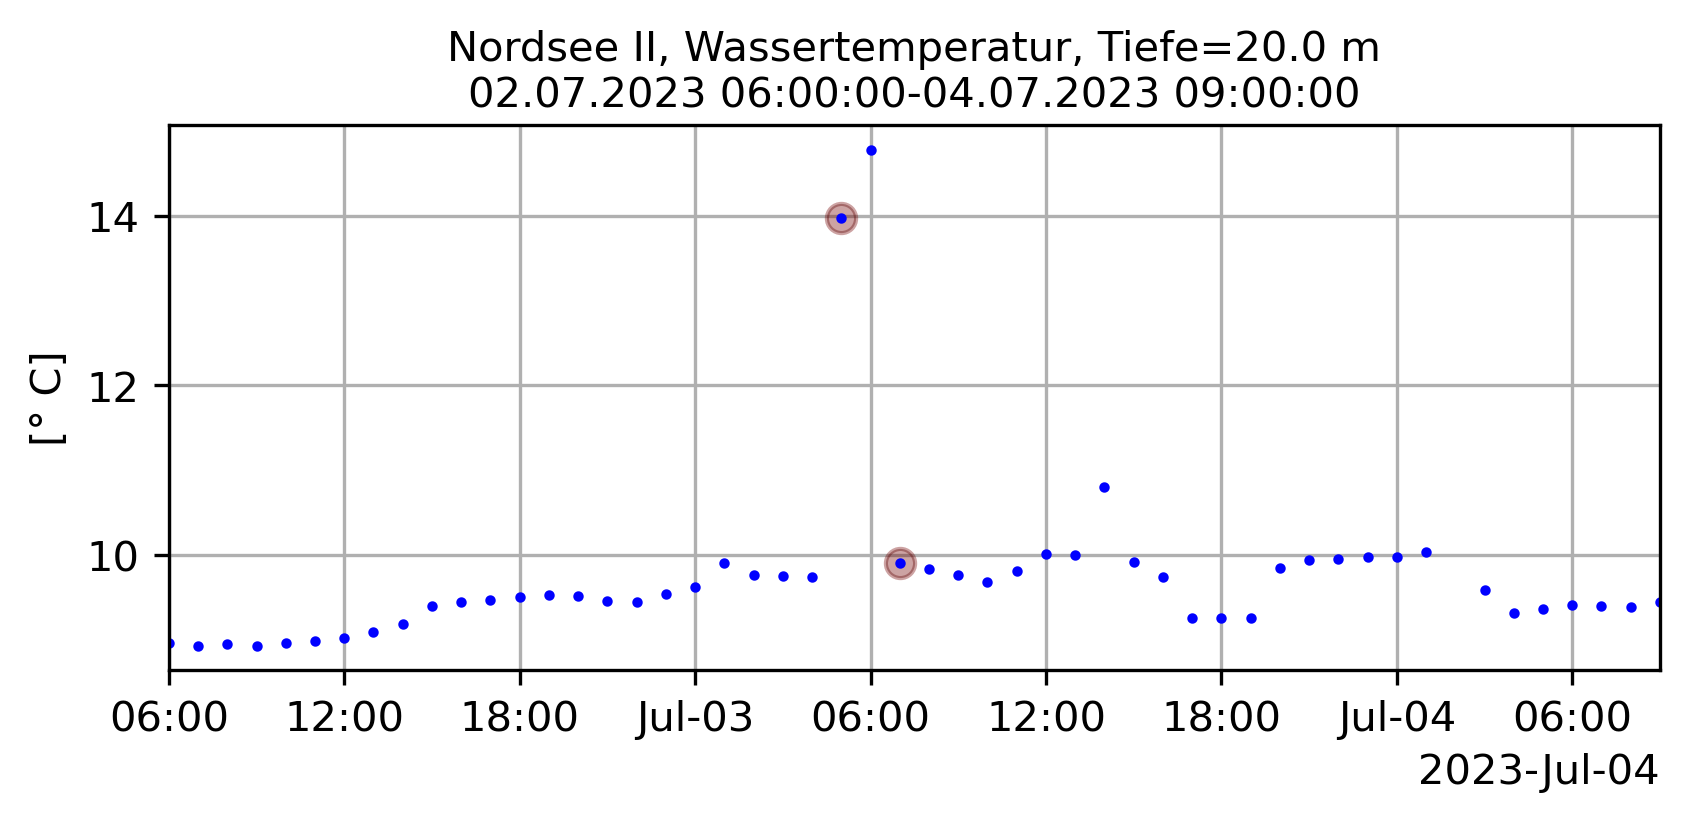 Nordsee II, Wassertemperatur, Tiefe=20.0 m
02.07.2023 06:00:00-04.07.2023 09:00:00
[° C]
14
12
10
06:00 12:00 18:00 Jul-03 06:00 12:00 18:00 Jul-04 06:00
2023-Jul-04